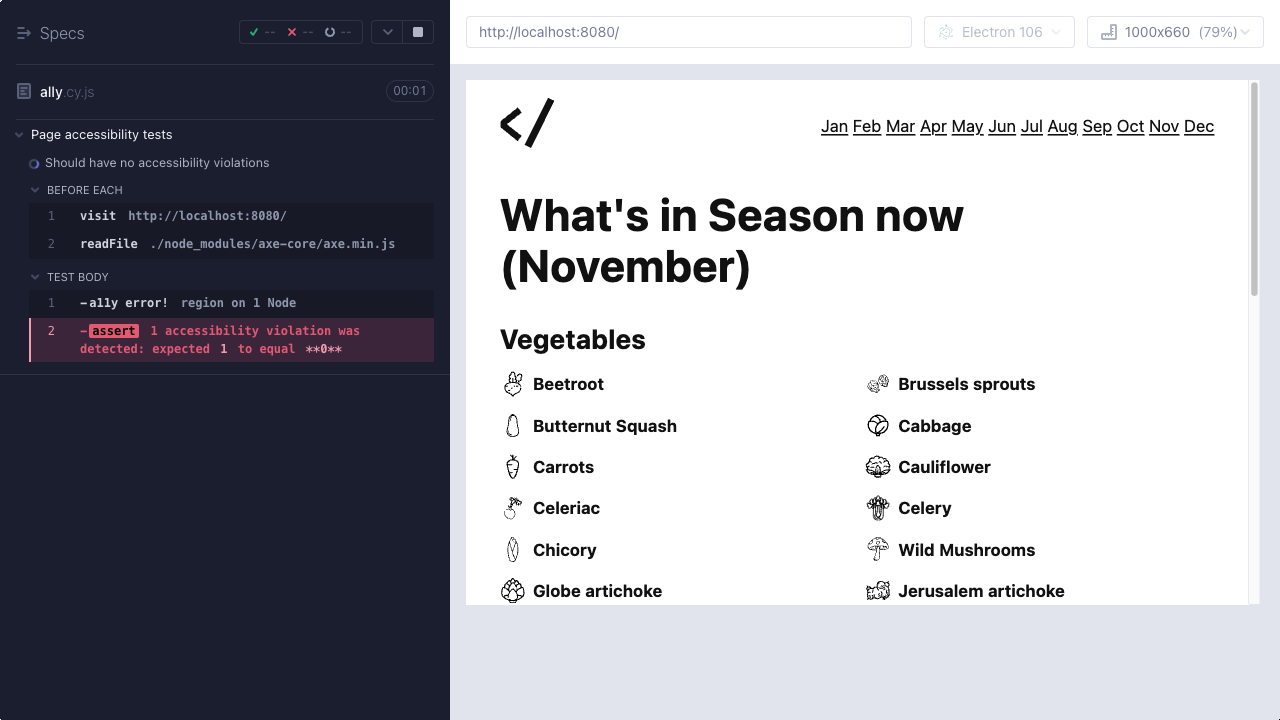 Specs
-- -- --
ally.cy.js
00:01
Page accessibility tests
Should have no accessibility violations
BEFORE EACH
1 visit http://localhost:8080/
2 readFile ./node_modules/axe-core/axe.min.js
TEST BODY
1 -a11y error! region on 1 Node
2 -assert 1 accessibility violation was
detected: expected 1 to equal **0**
http://localhost:8080/
Electron 106
1000x660 (79%)
</
Jan Feb Mar Apr May Jun Jul Aug Sep Oct Nov Dec
What's in Season now
(November)
Vegetables
Beetroot
Brussels sprouts
Butternut Squash
Cabbage
Carrots
Cauliflower
Celeriac
Celery
Chicory
Wild Mushrooms
Globe artichoke
Jerusalem artichoke